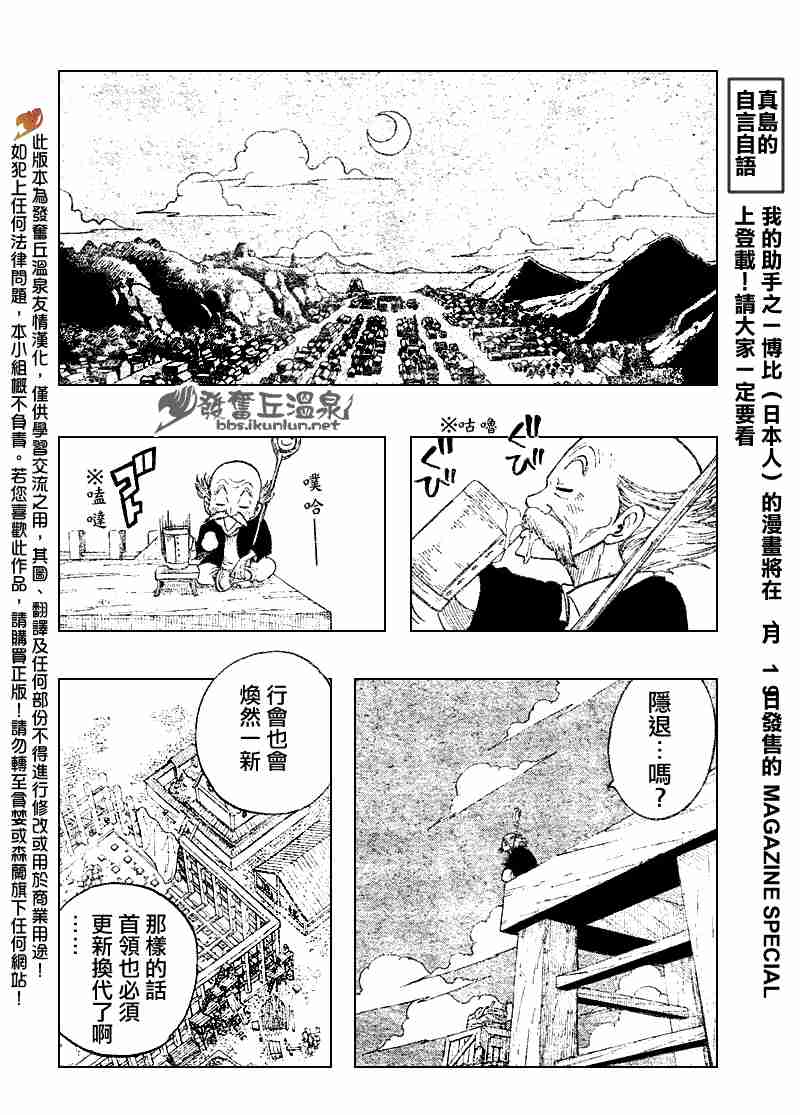 真島的
自言自語
我的助手之一博比（日本人）的漫畫將在 月 1 日發售的 MAGAZINE SPECIAL
上登載！請大家一定要看
發奮丘溫泉
bbs.ikunlun.net
※咕嚕
ぐび
ぐび
噗哈——
ゴト
※嗑噠
隱退…嗎？
行會也會
煥然一新
那樣的話
首領也必須
更新換代了啊
……
此版本為發奮丘溫泉友情漢化，僅供學習交流之用，其圖、翻譯及任何部份不得進行修改或用於商業用途！
如犯上任何法律問題，本小組概不負責。若您喜歡此作品，請購買正版！請勿轉至貪婪或森蘭旗下任何網站！